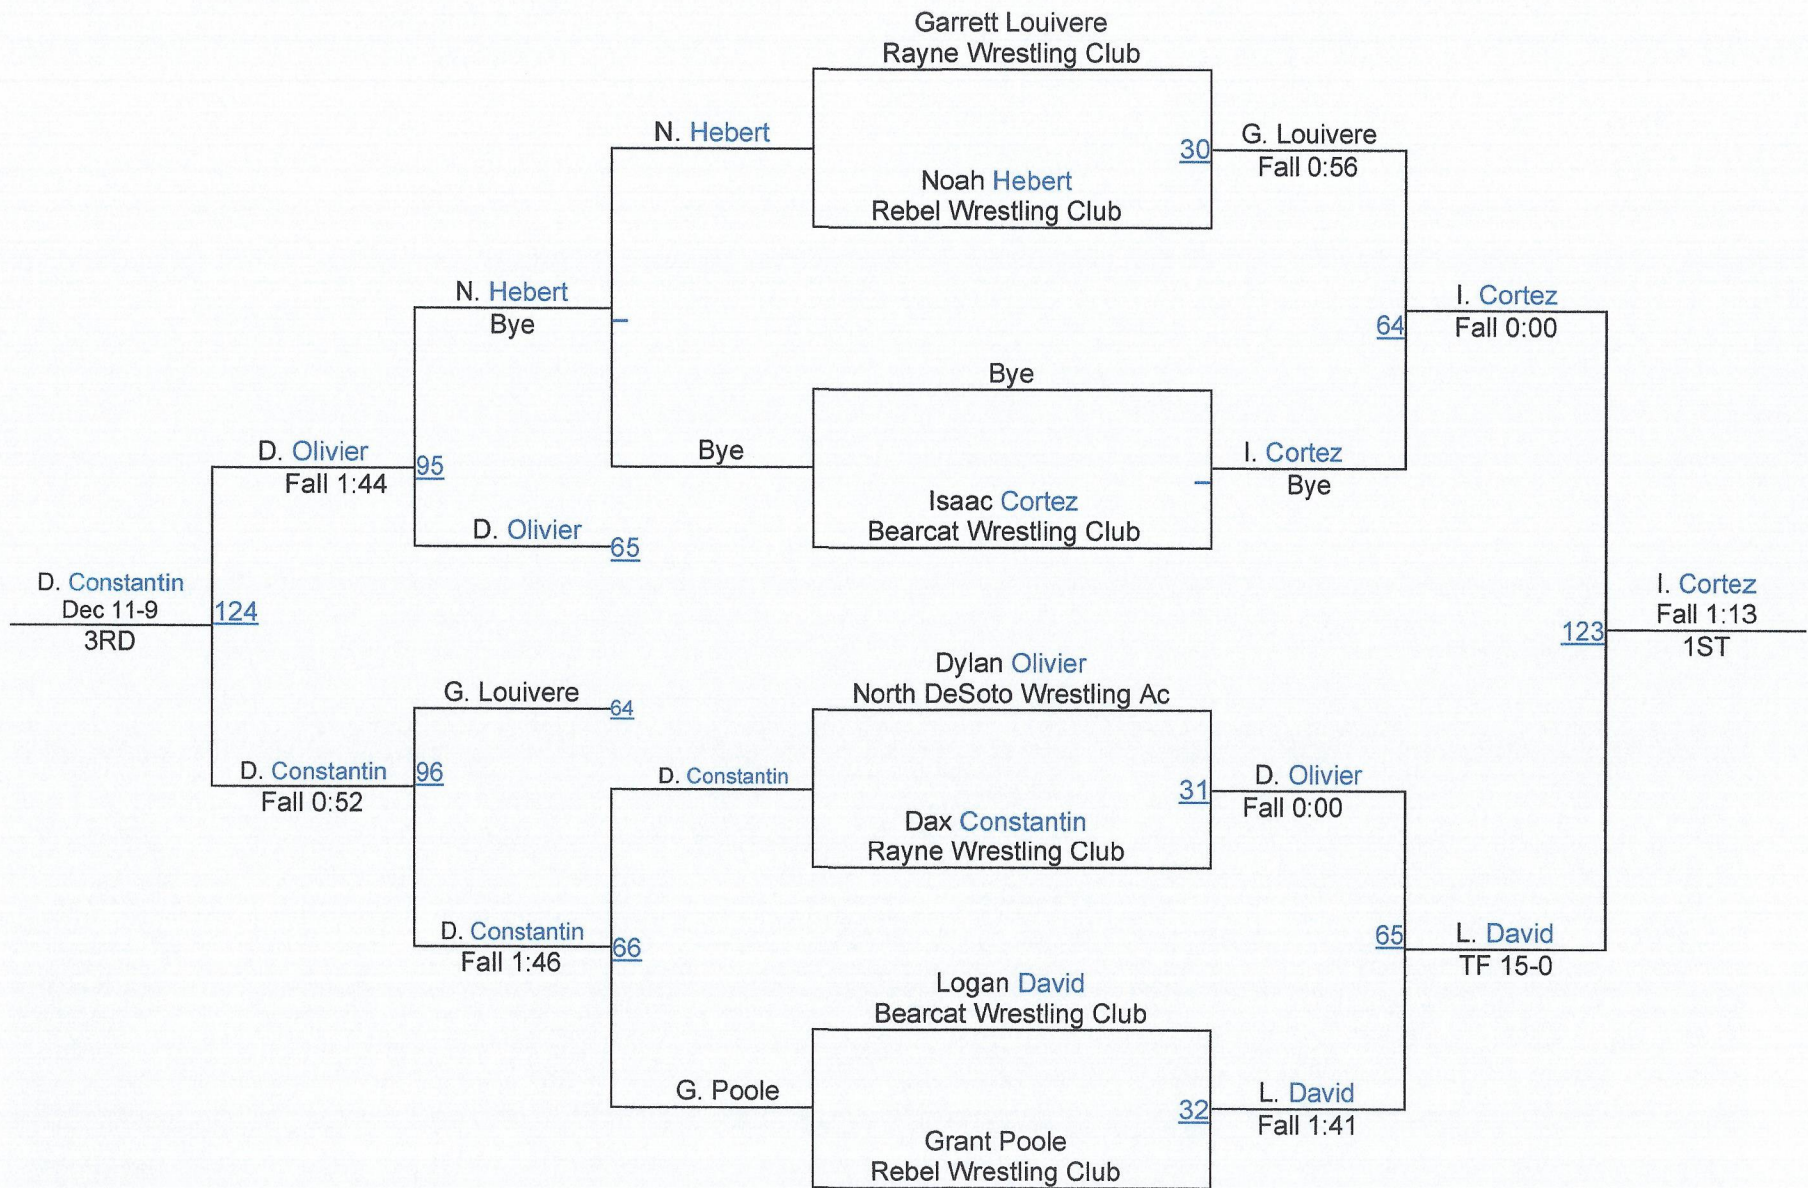 Garrett Louivere
Rayne Wrestling Club
N. Hebert
30
G. Louivere
Fall 0:56
Noah Hebert
Rebel Wrestling Club
N. Hebert
Bye
I. Cortez
Fall 0:00
64
Bye
Bye
D. Olivier
Fall 1:44
95
I. Cortez
Bye
Isaac Cortez
Bearcat Wrestling Club
D. Olivier
65
D. Constantin
Dec 11-9
3RD
124
I. Cortez
Fall 1:13
1ST
123
Dylan Olivier
North DeSoto Wrestling Ac
G. Louivere
64
D. Constantin
Fall 0:52
96
D. Constantin
31
D. Olivier
Fall 0:00
Dax Constantin
Rayne Wrestling Club
D. Constantin
Fall 1:46
66
65
L. David
TF 15-0
Logan David
Bearcat Wrestling Club
G. Poole
32
L. David
Fall 1:41
Grant Poole
Rebel Wrestling Club